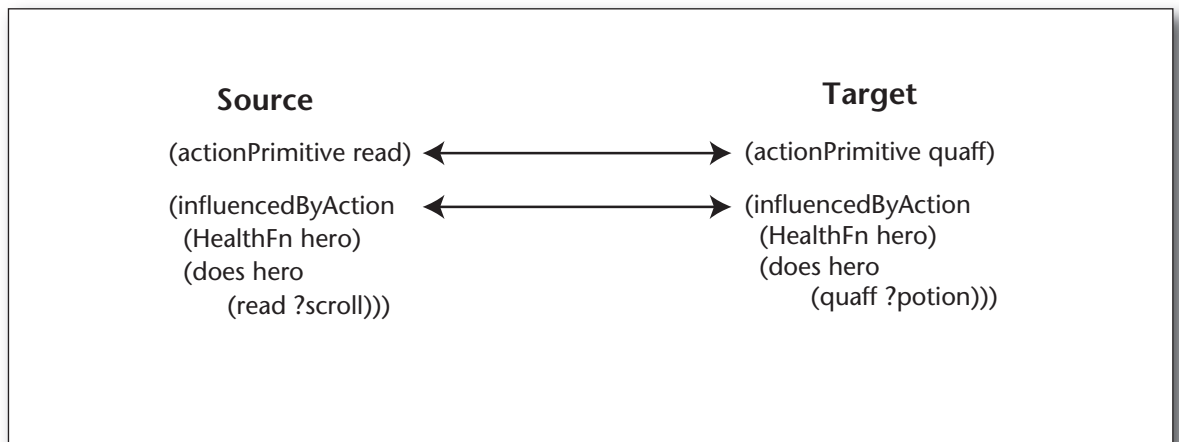 Source
Target
(actionPrimitive read)
(actionPrimitive quaff)
(influencedByAction
(HealthFn hero)
(does hero
(read ?scroll)))
(influencedByAction
(HealthFn hero)
(does hero
(quaff ?potion)))